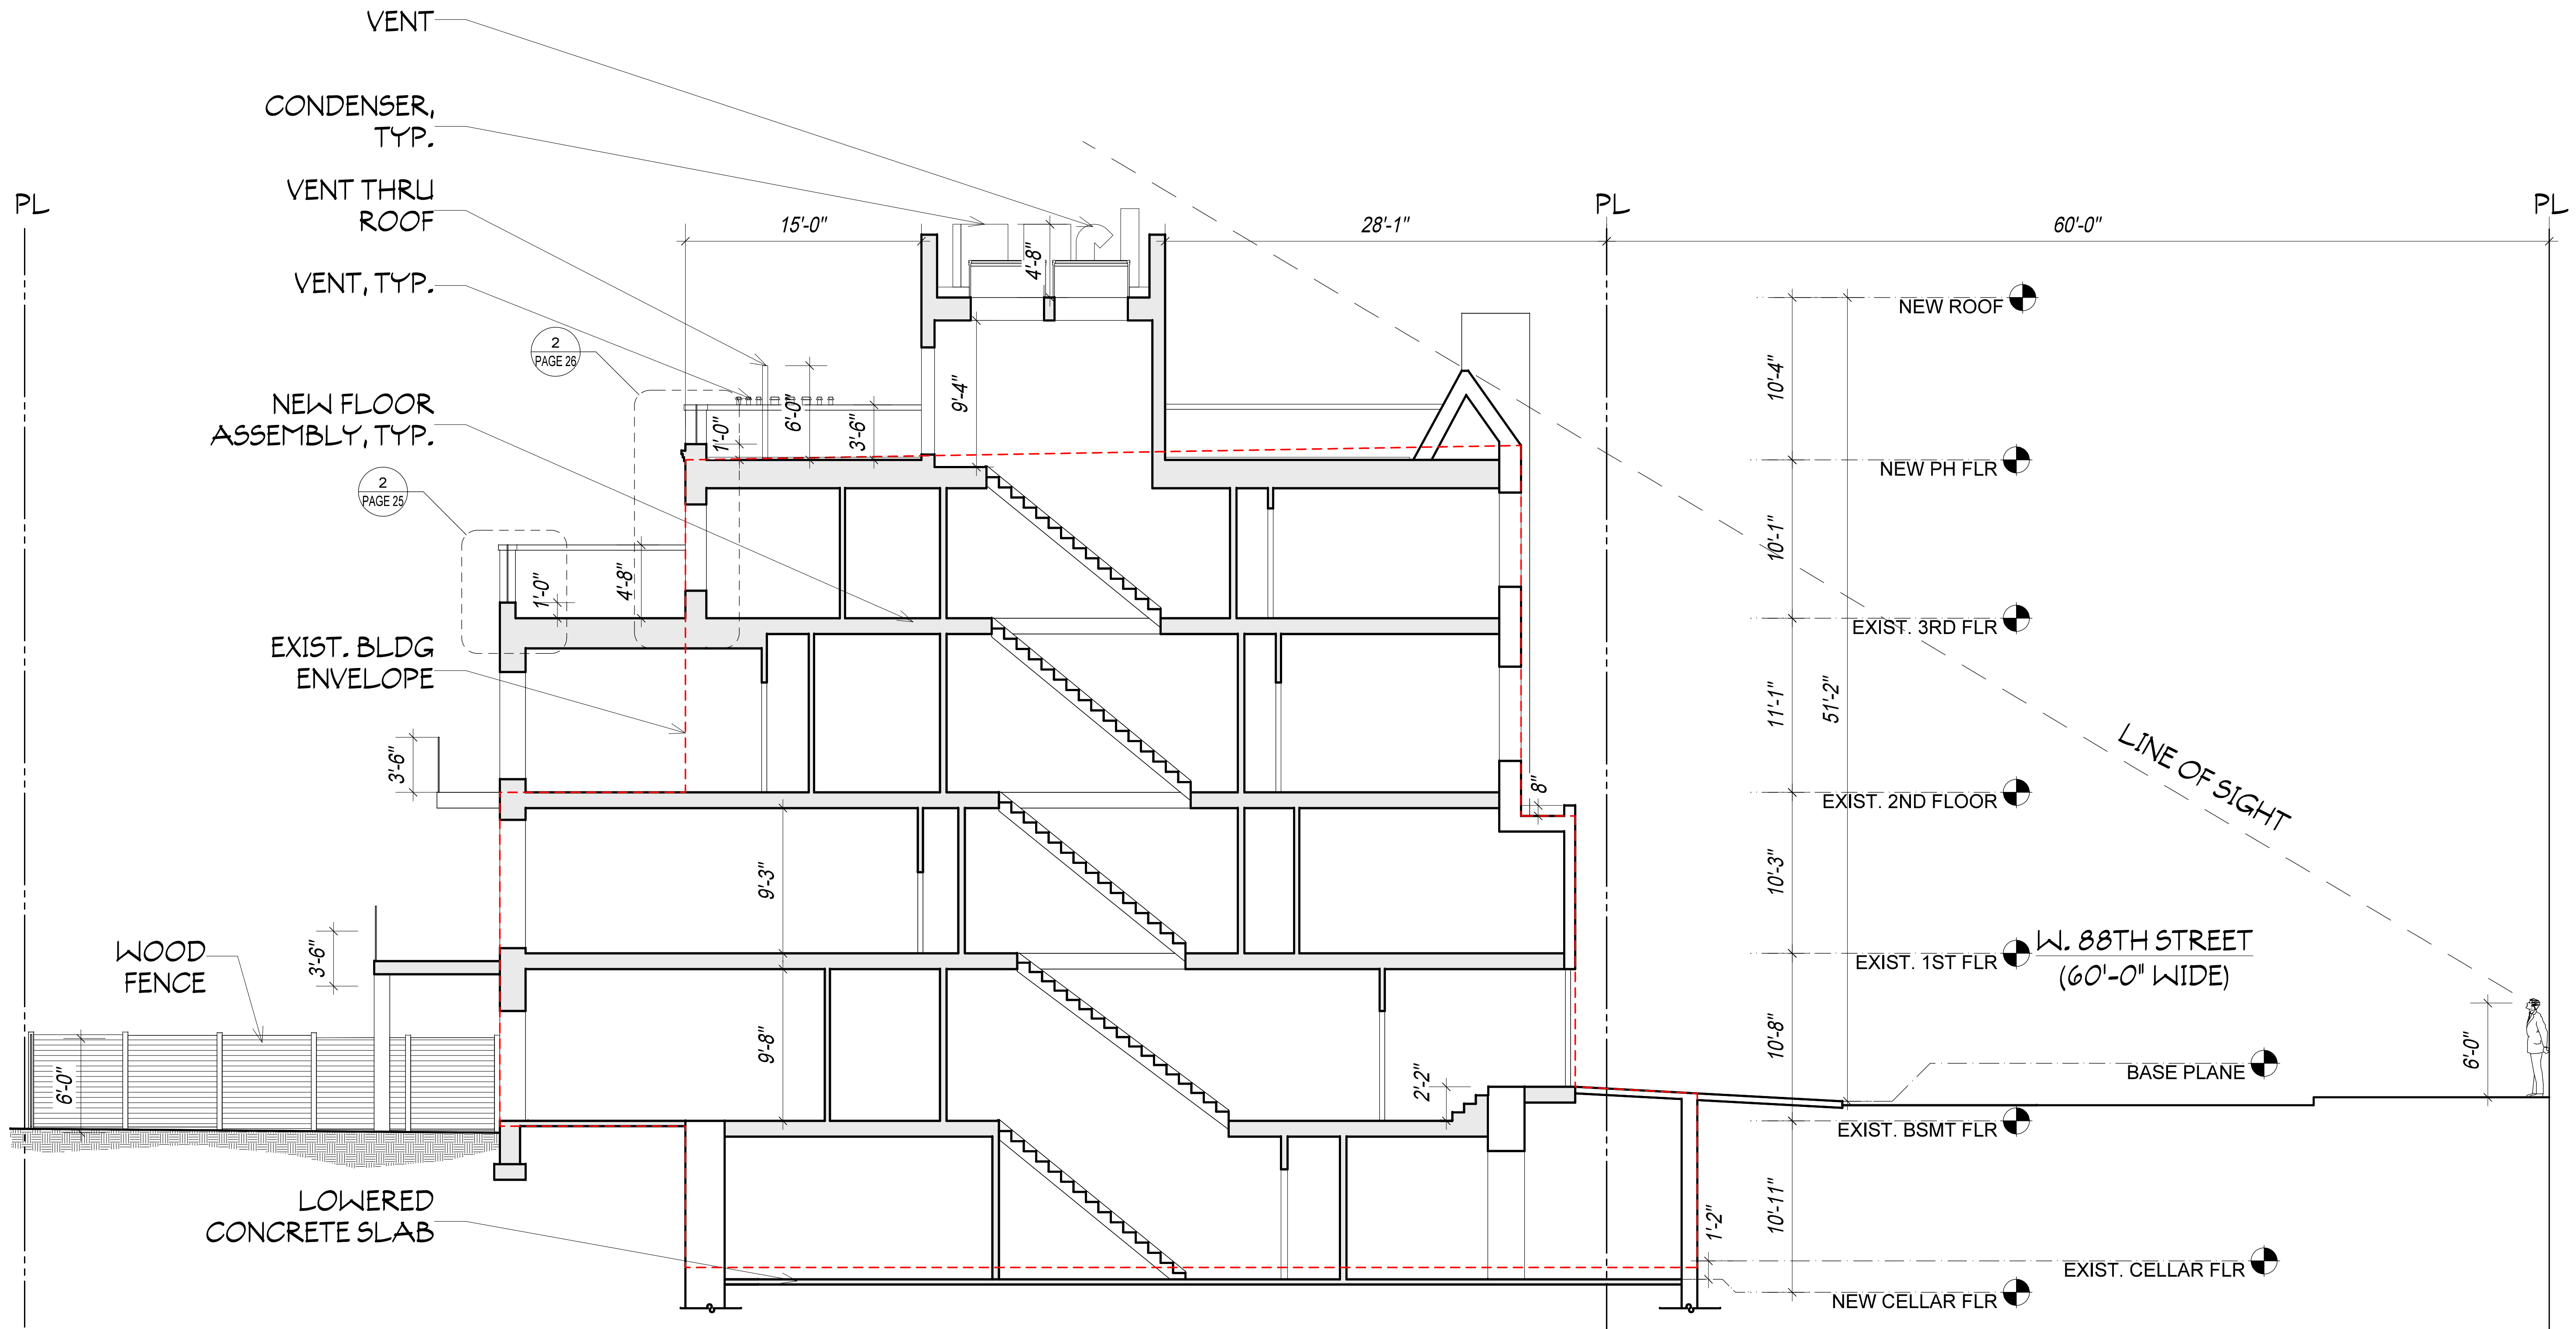 VENT
CONDENSER,
TYP.
VENT THRU
ROOF
VENT, TYP.
2
PAGE 26
NEW FLOOR
ASSEMBLY, TYP.
2
PAGE 25
EXIST. BLDG
ENVELOPE
WOOD
FENCE
LOWERED
CONCRETE SLAB
PL
PL
PL
15'-0"
28'-1"
60'-0"
4'-8"
9'-4"
1'-0"
6'-0"
3'-6"
1'-0"
4'-8"
3'-6"
8"
9'-3"
3'-6"
9'-8"
6'-0"
2'-2"
1'-2"
NEW ROOF
10'-4"
NEW PH FLR
10'-1"
EXIST. 3RD FLR
11'-1"
51'-2"
EXIST. 2ND FLOOR
10'-3"
EXIST. 1ST FLR
10'-8"
BASE PLANE
EXIST. BSMT FLR
10'-11"
EXIST. CELLAR FLR
NEW CELLAR FLR
LINE OF SIGHT
W. 88TH STREET
(60'-0" WIDE)
6'-0"